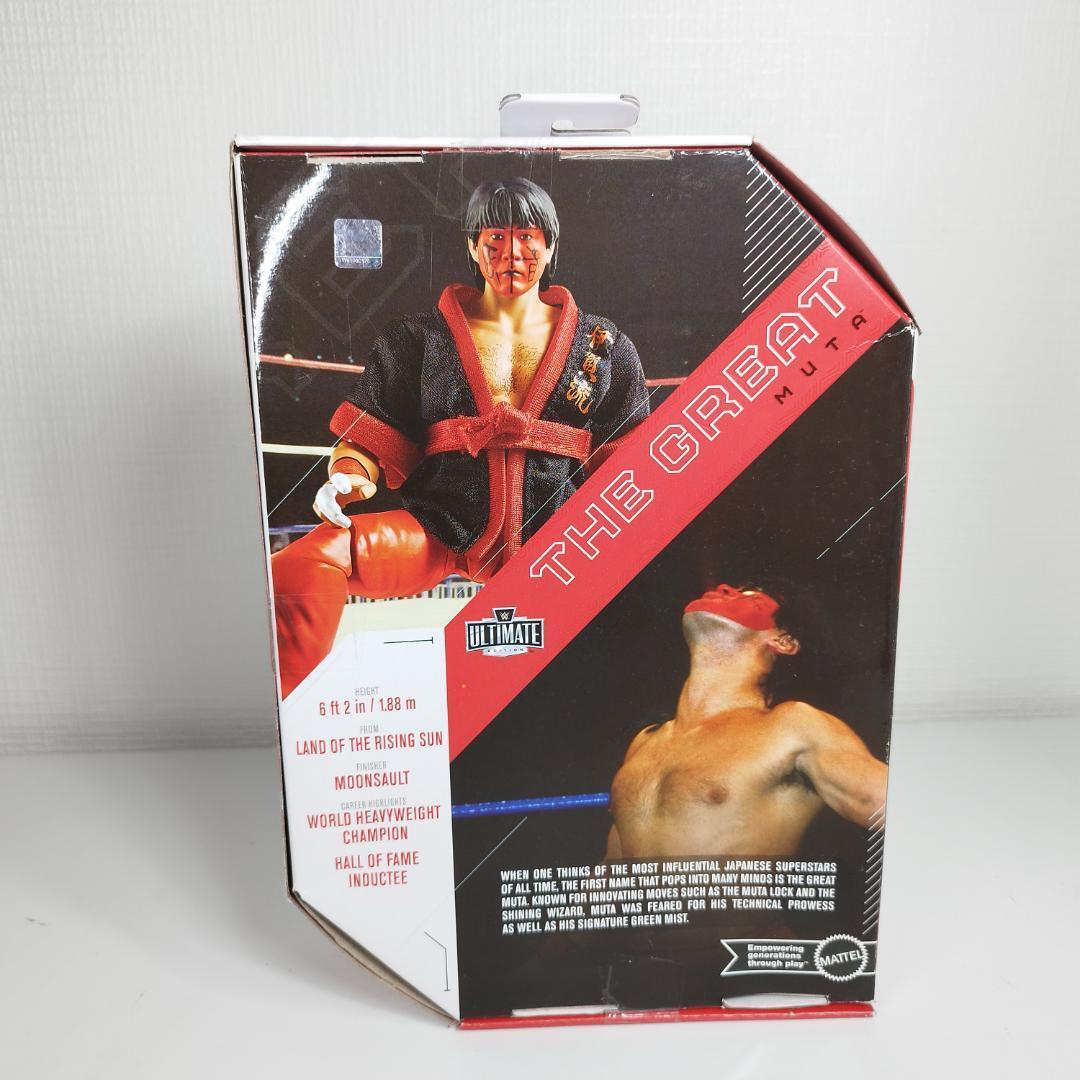 THE GREAT
MUTA
極悪流
W
ULTIMATE
EDITION
HEIGHT
6 ft 2 in / 1.88 m
FROM
LAND OF THE RISING SUN
FINISHER
MOONSAULT
CAREER HIGHLIGHTS
WORLD HEAVYWEIGHT
CHAMPION
HALL OF FAME
INDUCTEE
WHEN ONE THINKS OF THE MOST INFLUENTIAL JAPANESE SUPERSTARS
OF ALL TIME, THE FIRST NAME THAT POPS INTO MANY MINDS IS THE GREAT
MUTA. KNOWN FOR INNOVATING MOVES SUCH AS THE MUTA LOCK AND THE
SHINING WIZARD, MUTA WAS FEARED FOR HIS TECHNICAL PROWESS
AS WELL AS HIS SIGNATURE GREEN MIST.
Empowering
generations
through play™
MATTEL